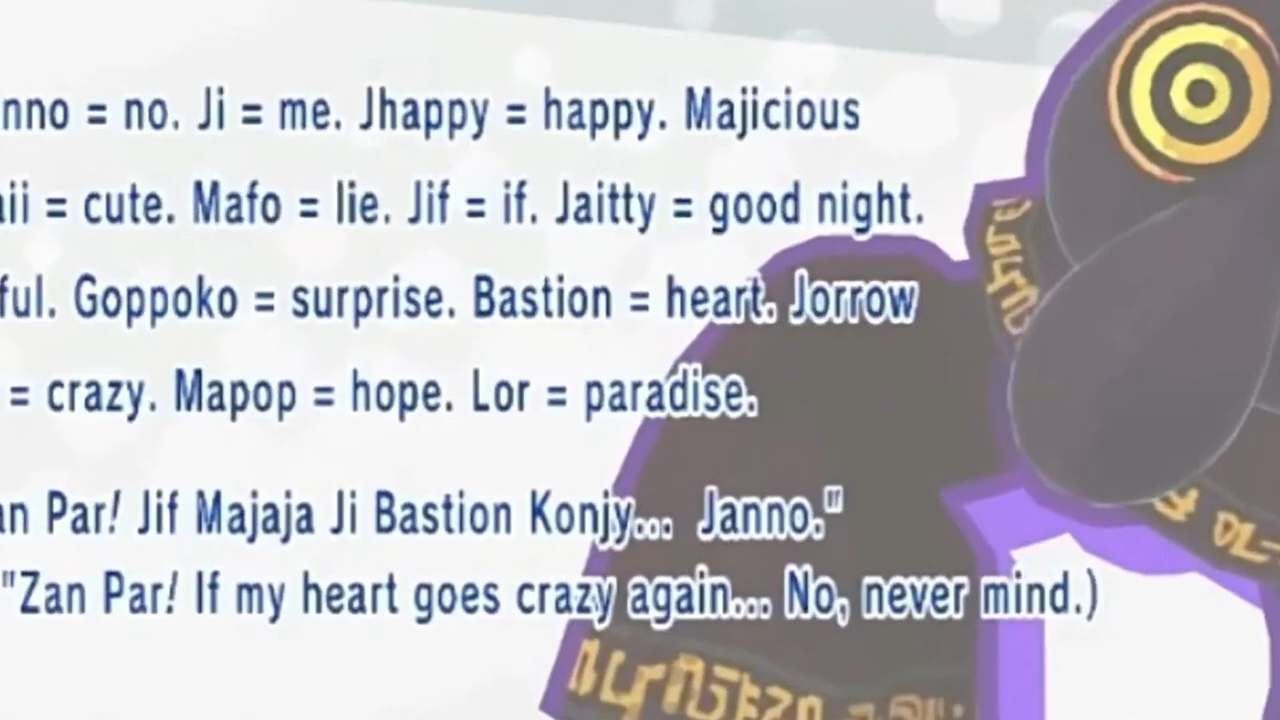 nno = no. Ji = me. Jhappy = happy. Majicious
ii = cute. Mafo = lie. Jif = if. Jaitty = good night.
ful. Goppoko = surprise. Bastion = heart. Jorrow
= crazy. Mapop = hope. Lor = paradise.
an Par! Jif Majaja Ji Bastion Konjy... Janno."
"Zan Par! If my heart goes crazy again... No, never mind.)